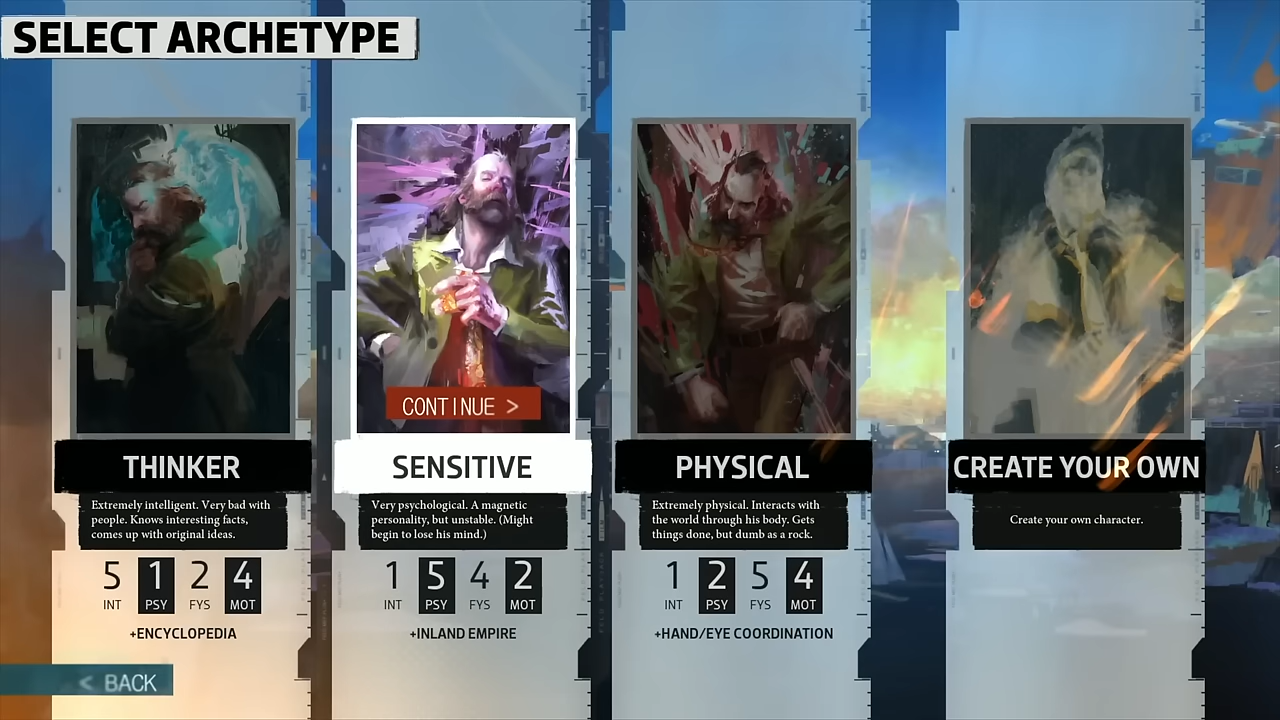 SELECT ARCHETYPE
CONTINUE >
THINKER
Extremely intelligent. Very bad with
people. Knows interesting facts,
comes up with original ideas.
5 1 2 4
INT PSY FYS MOT
+ENCYCLOPEDIA
SENSITIVE
Very psychological. A magnetic
personality, but unstable. (Might
begin to lose his mind.)
1 5 4 2
INT PSY FYS MOT
+INLAND EMPIRE
PHYSICAL
Extremely physical. Interacts with
the world through his body. Gets
things done, but dumb as a rock.
1 2 5 4
INT PSY FYS MOT
+HAND/EYE COORDINATION
CREATE YOUR OWN
Create your own character.
< BACK